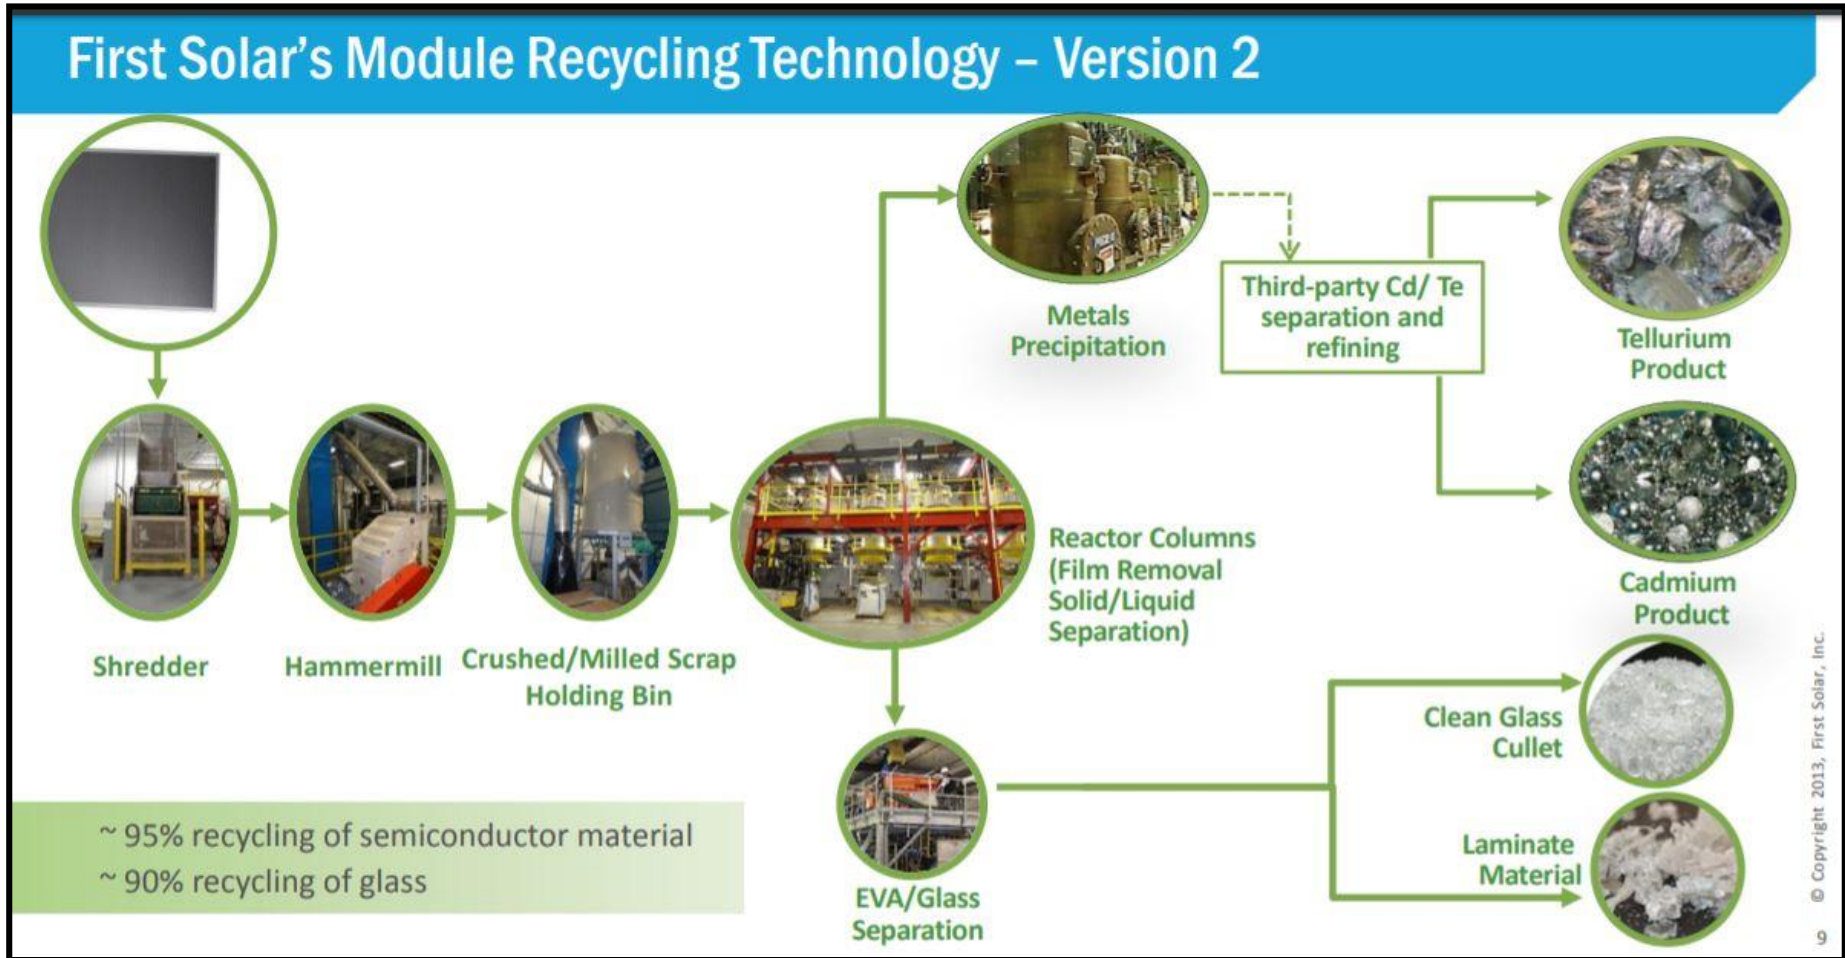 First Solar's Module Recycling Technology – Version 2
Metals
Precipitation
Third-party Cd/ Te
separation and
refining
Tellurium
Product
Cadmium
Product
Shredder
Hammermill
Crushed/Milled Scrap
Holding Bin
Reactor Columns
(Film Removal
Solid/Liquid
Separation)
Clean Glass
Cullet
Laminate
Material
EVA/Glass
Separation
~ 95% recycling of semiconductor material
~ 90% recycling of glass
© Copyright 2013, First Solar, Inc.
9